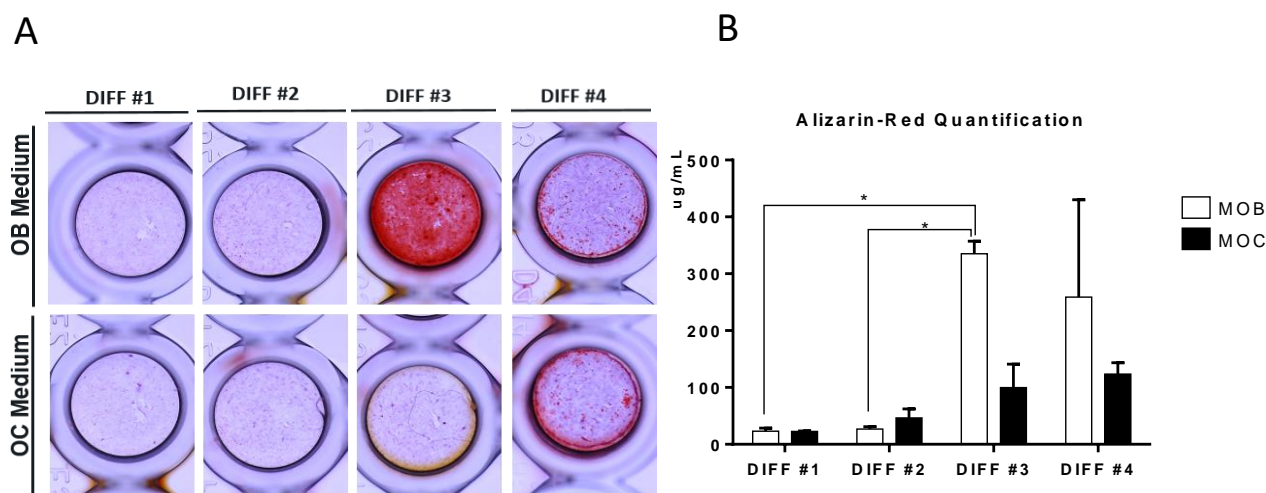 A
B
DIFF #1
DIFF #2
DIFF #3
DIFF #4
OB Medium
OC Medium
Alizarin-Red Quantification
ug/mL
500
400
300
200
100
0
*
*
MOB
MOC
DIFF #1
DIFF #2
DIFF #3
DIFF #4